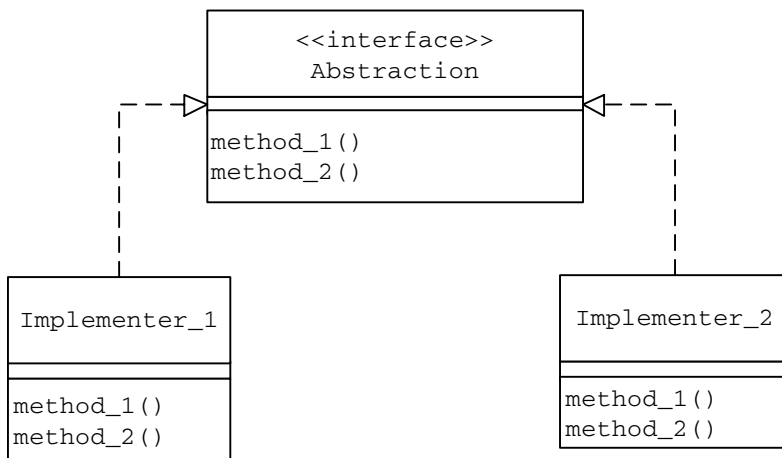 <<interface>>
Abstraction
method_1()
method_2()
Implementer_1
method_1()
method_2()
Implementer_2
method_1()
method_2()